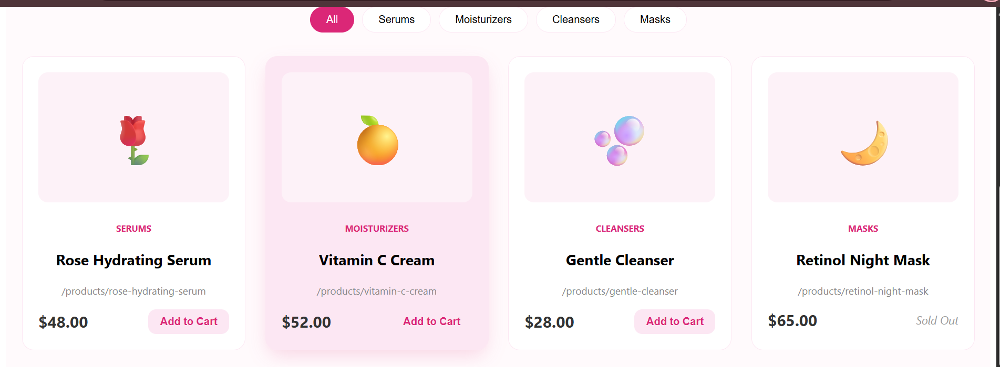 All
Serums
Moisturizers
Cleansers
Masks
SERUMS
Rose Hydrating Serum
/products/rose-hydrating-serum
$48.00
Add to Cart
MOISTURIZERS
Vitamin C Cream
/products/vitamin-c-cream
$52.00
Add to Cart
CLEANSERS
Gentle Cleanser
/products/gentle-cleanser
$28.00
Add to Cart
MASKS
Retinol Night Mask
/products/retinol-night-mask
$65.00
Sold Out